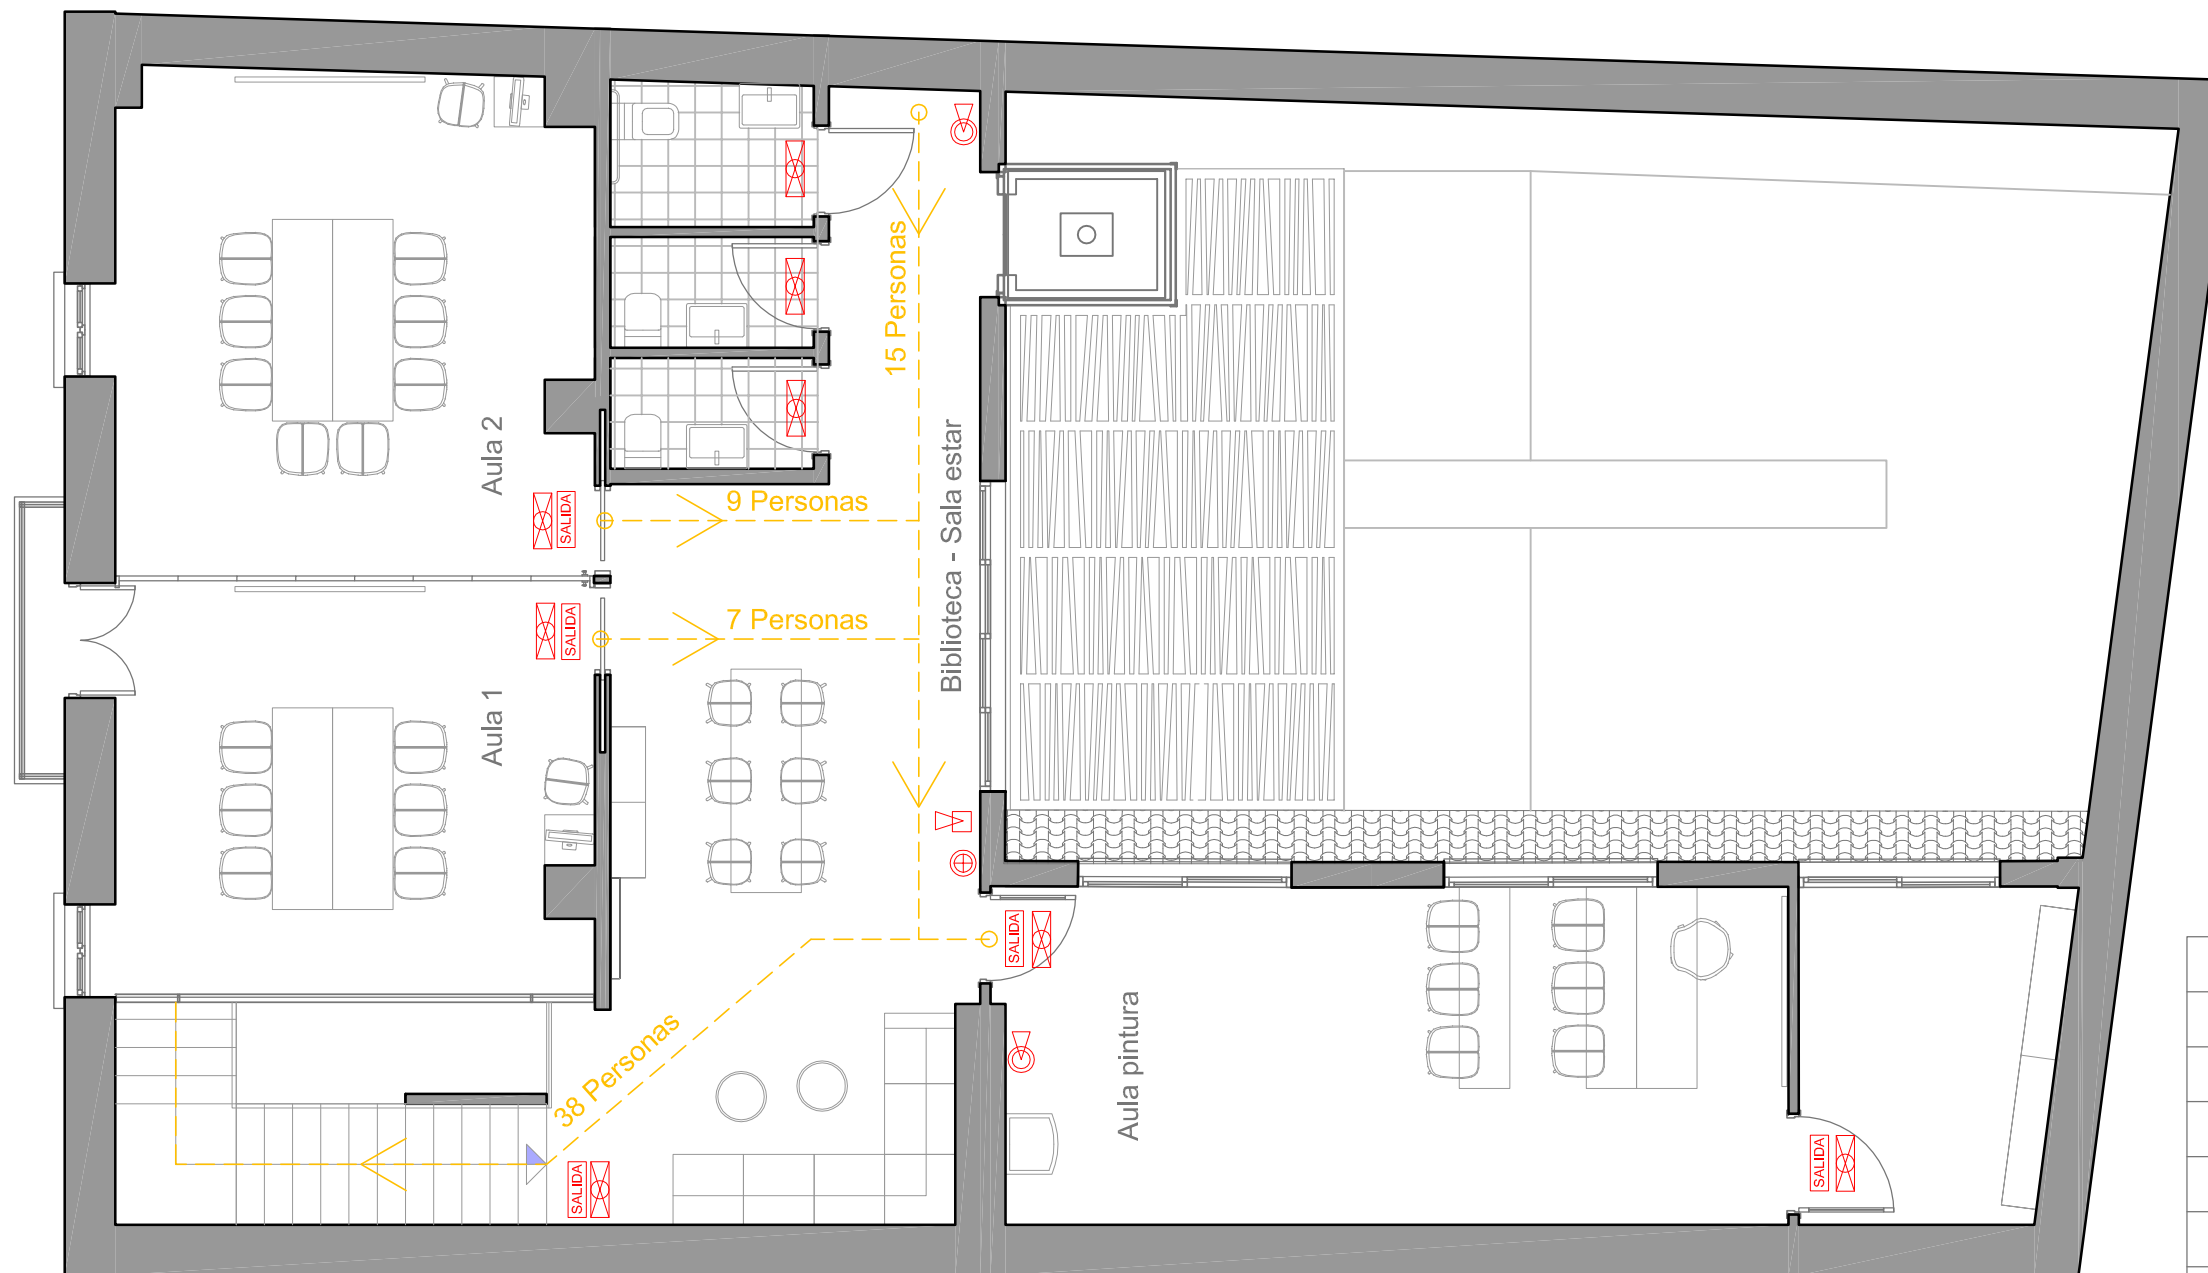 15 Personas
Aula 2
Biblioteca - Sala estar
9 Personas
SALIDA
7 Personas
SALIDA
Aula 1
SALIDA
Aula pintura
38 Personas
SALIDA
SALIDA